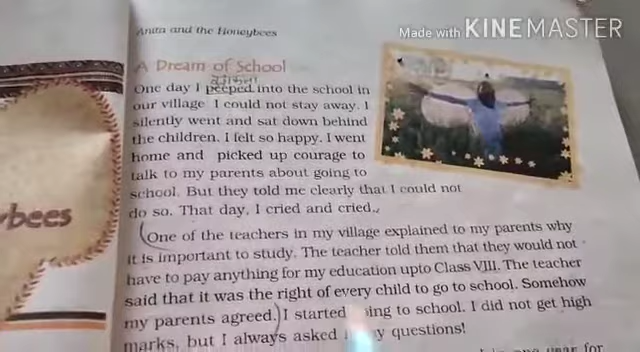 Made with KINEMASTER
Anita and the Honeybees
A Dream of School
One day I peeped into the school in
our village I could not stay away. I
silently went and sat down behind
the children. I felt so happy. I went
home and picked up courage to
talk to my parents about going to
school. But they told me clearly that I could not
do so. That day, I cried and cried.
ybees
One of the teachers in my village explained to my parents why
it is important to study. The teacher told them that they would not
have to pay anything for my education upto Class VIII. The teacher
said that it was the right of every child to go to school. Somehow
my parents agreed. I started to school. I did not get high
marks, but I always asked questions!
one year for